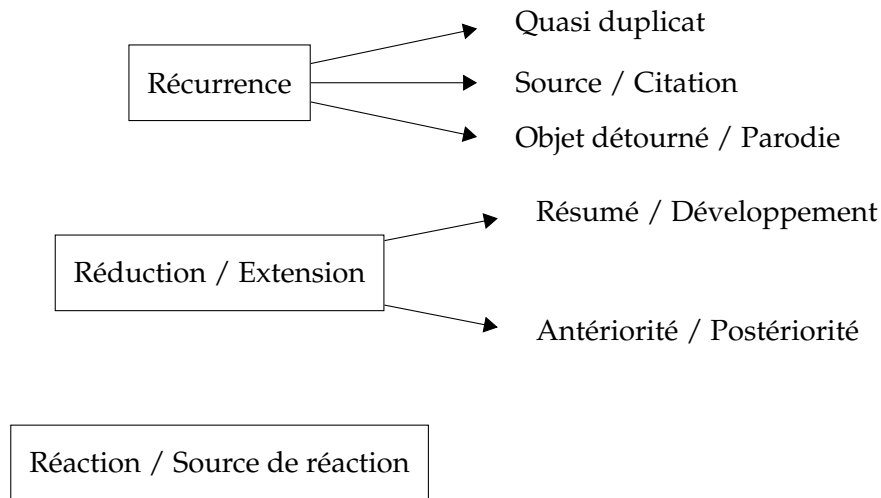 Quasi duplicat
Récurrence
Source / Citation
Objet détourné / Parodie
Résumé / Développement
Réduction / Extension
Antériorité / Postériorité
Réaction / Source de réaction